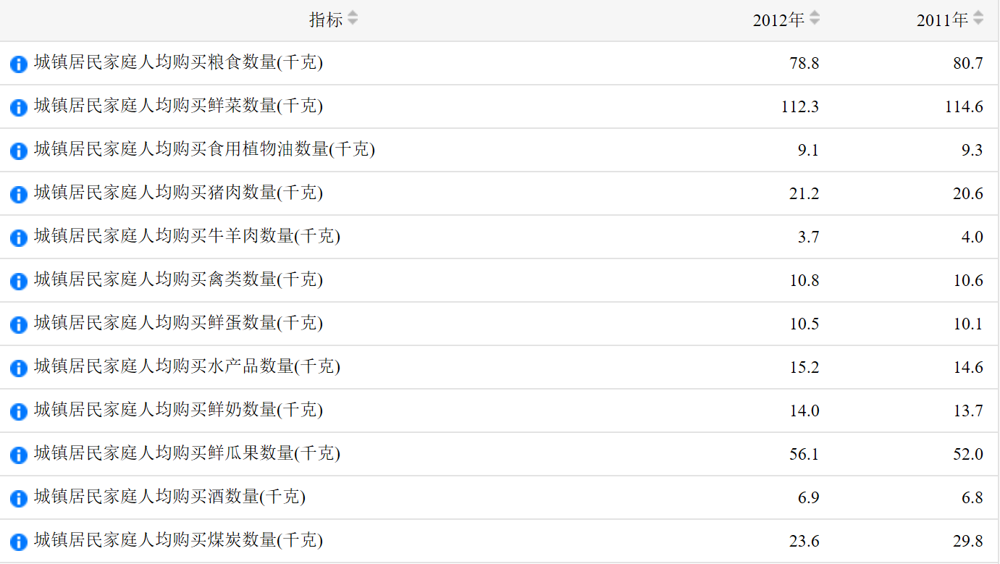 指标 2012年 2011年
城镇居民家庭人均购买粮食数量(千克) 78.8 80.7
城镇居民家庭人均购买鲜菜数量(千克) 112.3 114.6
城镇居民家庭人均购买食用植物油数量(千克) 9.1 9.3
城镇居民家庭人均购买猪肉数量(千克) 21.2 20.6
城镇居民家庭人均购买牛羊肉数量(千克) 3.7 4.0
城镇居民家庭人均购买禽类数量(千克) 10.8 10.6
城镇居民家庭人均购买鲜蛋数量(千克) 10.5 10.1
城镇居民家庭人均购买水产品数量(千克) 15.2 14.6
城镇居民家庭人均购买鲜奶数量(千克) 14.0 13.7
城镇居民家庭人均购买鲜瓜果数量(千克) 56.1 52.0
城镇居民家庭人均购买酒数量(千克) 6.9 6.8
城镇居民家庭人均购买煤炭数量(千克) 23.6 29.8